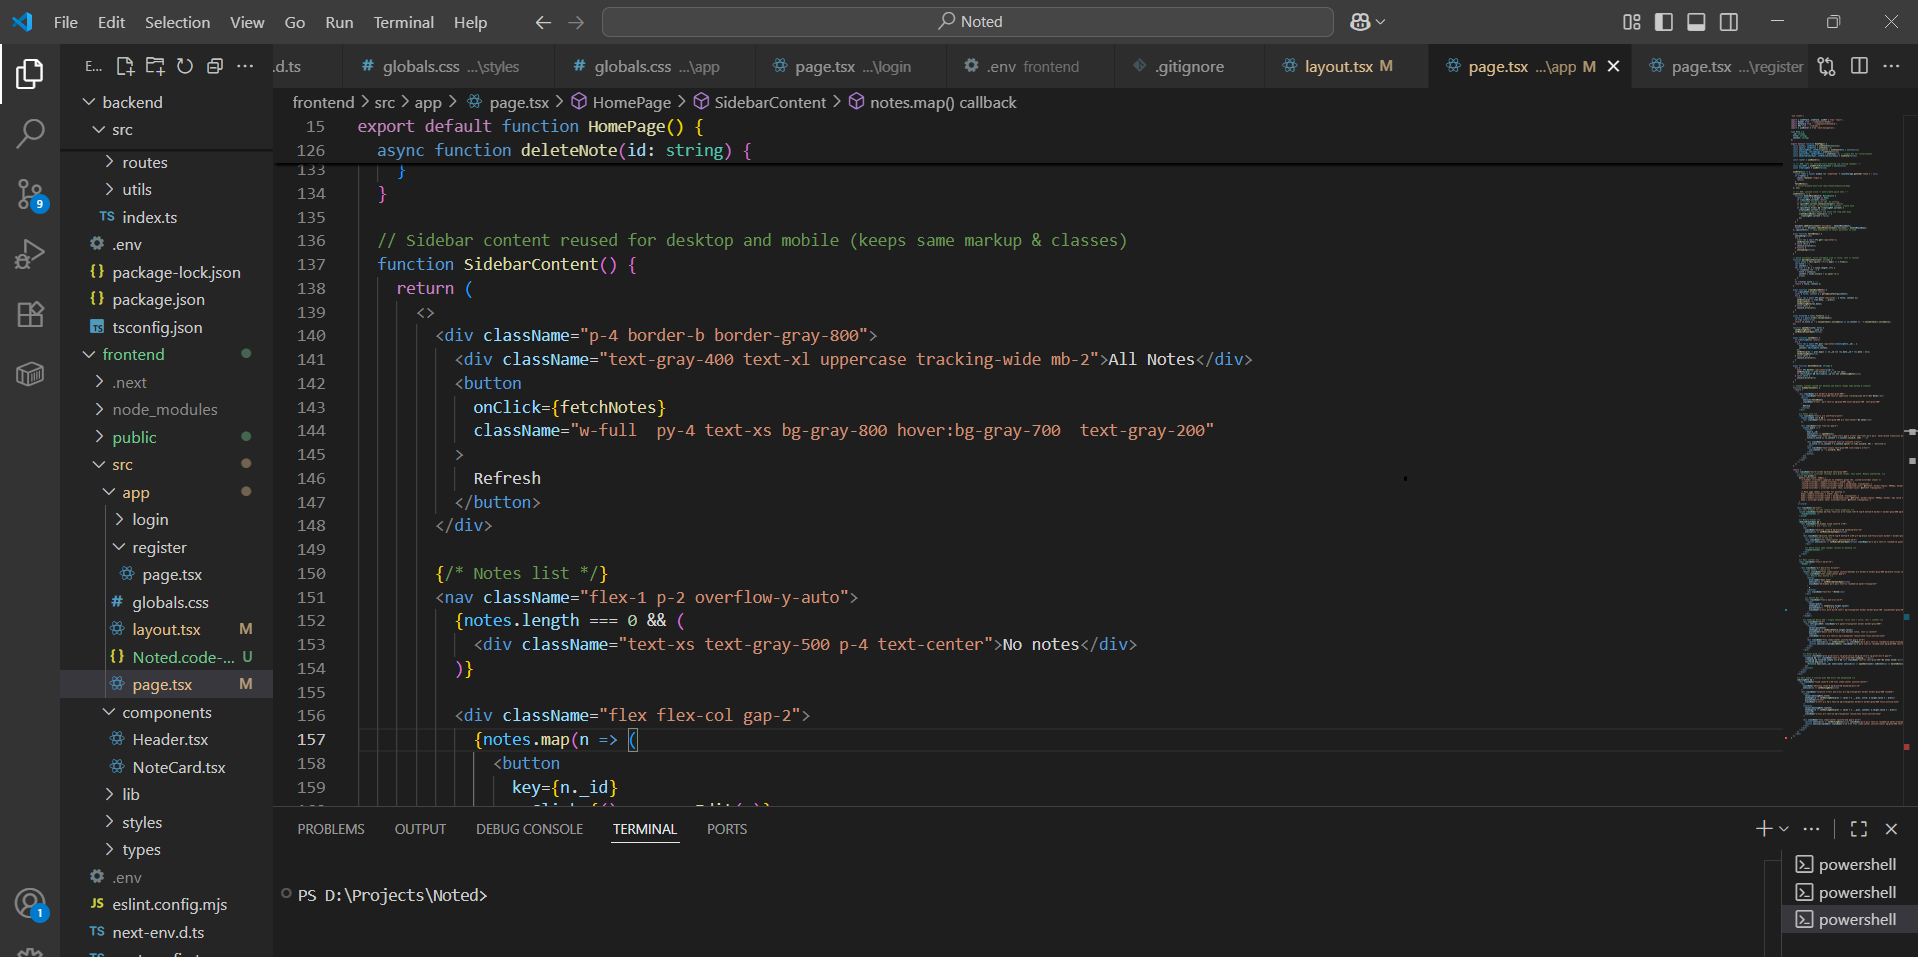 File Edit Selection View Go Run Terminal Help
Noted
E...
.d.ts
# globals.css ...\styles
# globals.css ...\app
page.tsx ...\login
.env frontend
.gitignore
layout.tsx M
page.tsx ...\app M
page.tsx ...\register
backend
src
routes
utils
TS index.ts
.env
{} package-lock.json
{} package.json
TS tsconfig.json
frontend
.next
node_modules
public
src
app
login
register
page.tsx
# globals.css
layout.tsx M
{} Noted.code-... U
page.tsx M
components
Header.tsx
NoteCard.tsx
lib
styles
types
.env
JS eslint.config.mjs
TS next-env.d.ts
9
1
frontend > src > app > page.tsx > HomePage > SidebarContent > notes.map() callback
15 export default function HomePage() {
126 async function deleteNote(id: string) {
133 }
134 }
135
136 // Sidebar content reused for desktop and mobile (keeps same markup & classes)
137 function SidebarContent() {
138 return (
139 <>
140 <div className="p-4 border-b border-gray-800">
141 <div className="text-gray-400 text-xl uppercase tracking-wide mb-2">All Notes</div>
142 <button
143 onClick={fetchNotes}
144 className="w-full  py-4 text-xs bg-gray-800 hover:bg-gray-700  text-gray-200"
145 >
146 Refresh
147 </button>
148 </div>
149
150 {/* Notes list */}
151 <nav className="flex-1 p-2 overflow-y-auto">
152 {notes.length === 0 && (
153 <div className="text-xs text-gray-500 p-4 text-center">No notes</div>
154 )}
155
156 <div className="flex flex-col gap-2">
157 {notes.map(n => (
158 <button
159 key={n._id}
PROBLEMS OUTPUT DEBUG CONSOLE TERMINAL PORTS
PS D:\Projects\Noted>
powershell
powershell
powershell